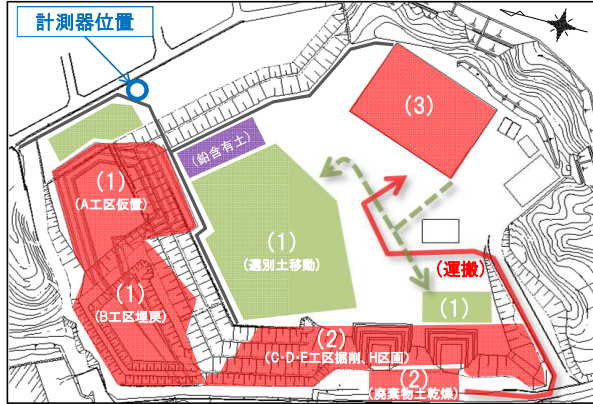 計測器位置
(3)
(鉛含有土)
(1)
(A工区仮置)
(1)
(選別土移動)
(運搬)
(1)
(B工区埋戻)
(1)
(2)
(C・D・E工区掘削、H区画)
(2)
(廃棄物土乾燥)